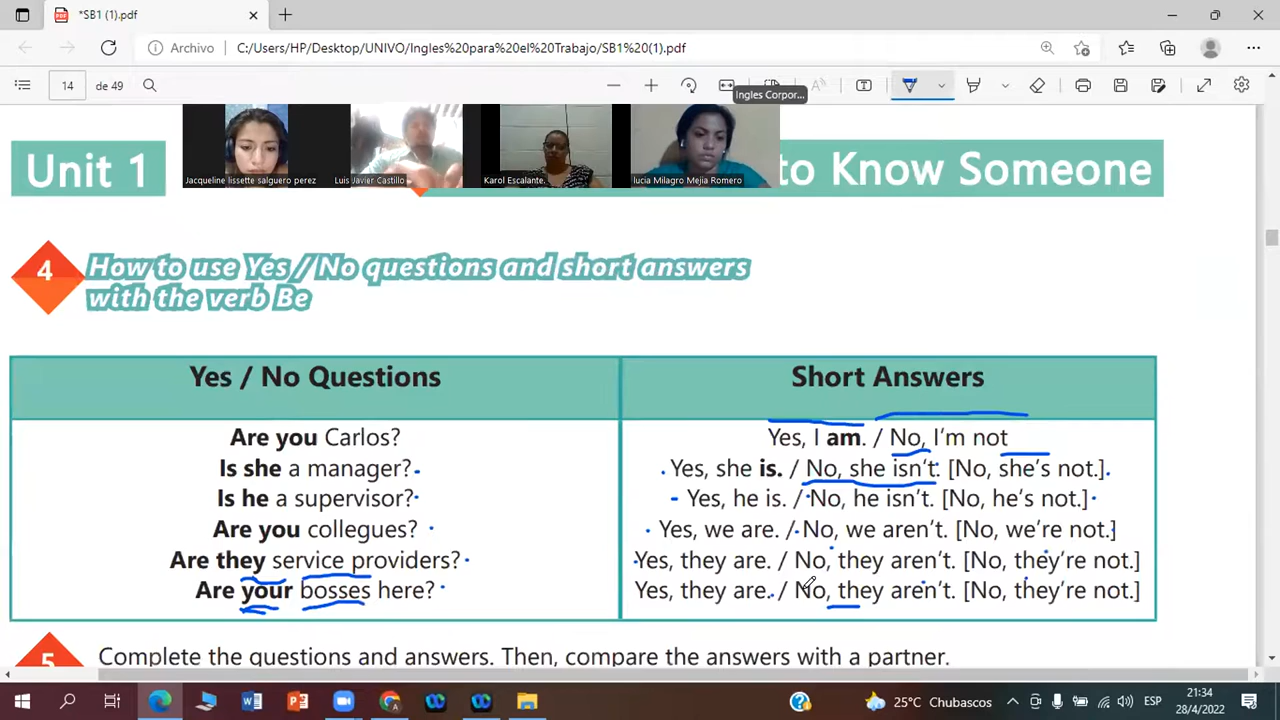 *SB1 (1).pdf
Archivo C:/Users/HP/Desktop/UNIVO/Ingles%20para%20el%20Trabajo/SB1%20(1).pdf
14 de 49
Ingles Corpor...
Jacqueline lissette salguero perez
Luis Javier Castillo
Karol Escalante.
lucia Milagro Mejia Romero
Unit 1
to Know Someone
4
How to use Yes / No questions and short answers
with the verb Be
Yes / No Questions
Short Answers
Are you Carlos?
Yes, I am. / No, I'm not
Is she a manager?
Yes, she is. / No, she isn't. [No, she's not.]
Is he a supervisor?
Yes, he is. / No, he isn't. [No, he's not.]
Are you collegues?
Yes, we are. / No, we aren't. [No, we're not.]
Are they service providers?
Yes, they are. / No, they aren't. [No, they're not.]
Are your bosses here?
Yes, they are. / No, they aren't. [No, they're not.]
5
Complete the questions and answers. Then, compare the answers with a partner.
25°C Chubascos
ESP
21:34
28/4/2022